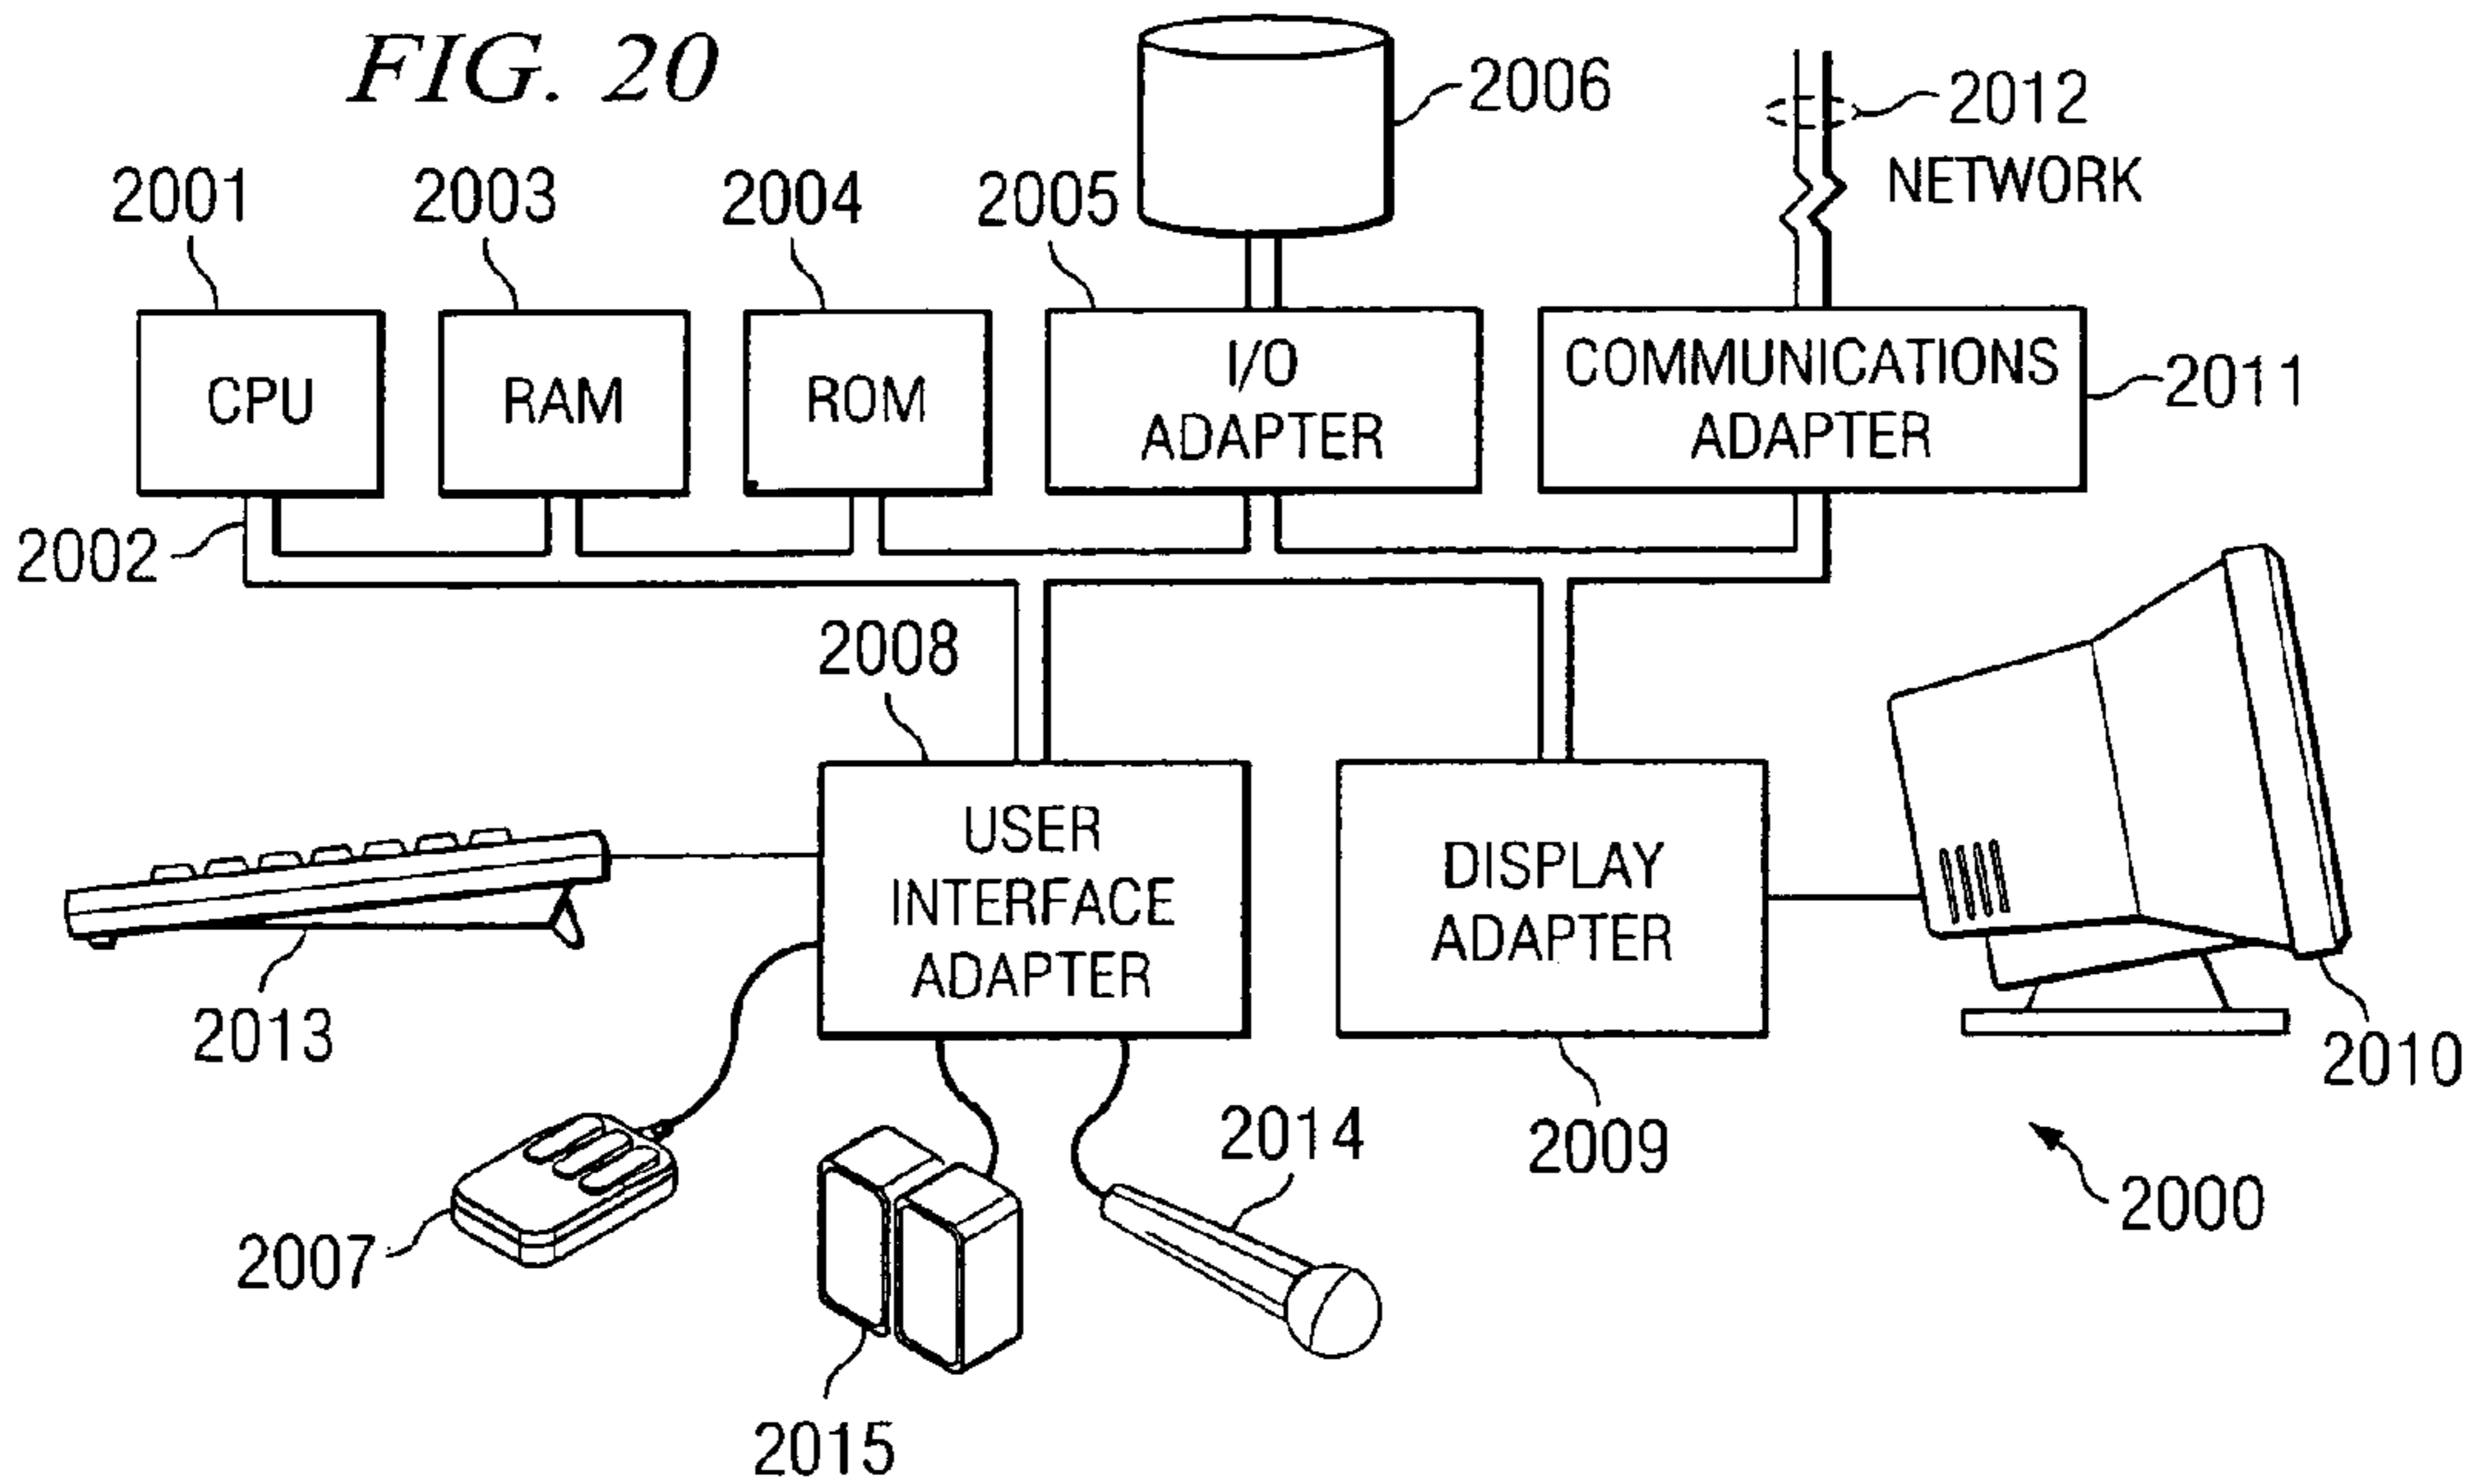 FIG. 20
2006
2012
NETWORK
2001
2003
2004
2005
CPU
RAM
ROM
I/O
ADAPTER
COMMUNICATIONS
ADAPTER
2011
2002
2008
USER
INTERFACE
ADAPTER
DISPLAY
ADAPTER
2013
2010
2007
2014
2009
2000
2015